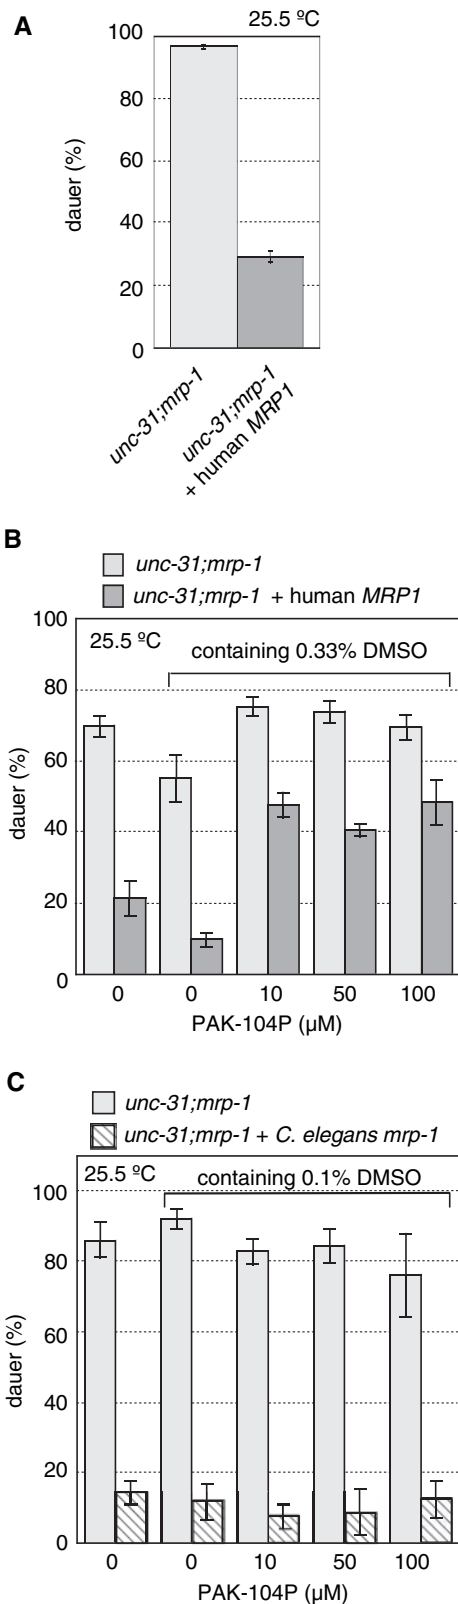 A
25.5 ºC
100
80
60
40
20
0
dauer (%)
unc-31;mrp-1
unc-31;mrp-1
+ human MRP1
B
unc-31;mrp-1
unc-31;mrp-1 + human MRP1
100
80
60
40
20
0
dauer (%)
25.5 ºC
containing 0.33% DMSO
0 0 10 50 100
PAK-104P (µM)
C
unc-31;mrp-1
unc-31;mrp-1 + C. elegans mrp-1
25.5 ºC
containing 0.1% DMSO
100
80
60
40
20
0
dauer (%)
0 0 10 50 100
PAK-104P (µM)